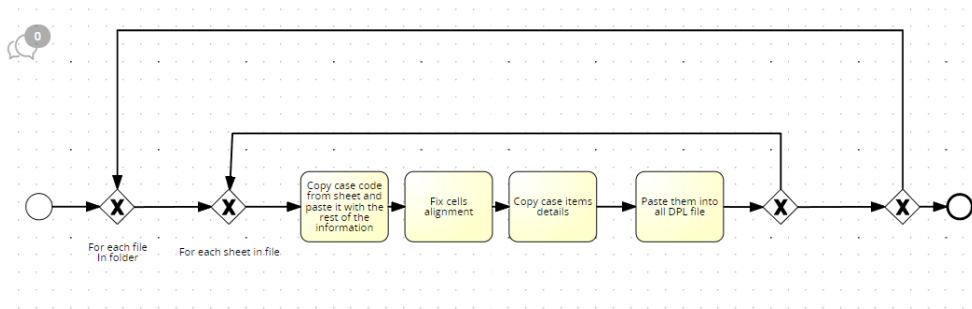 0
Copy case code
from sheet and
paste it with the
rest of the
information
Fix cells
alignment
Copy case items
details
Paste them into
all DPL file
X
X
X
X
For each file
In folder
For each sheet in file